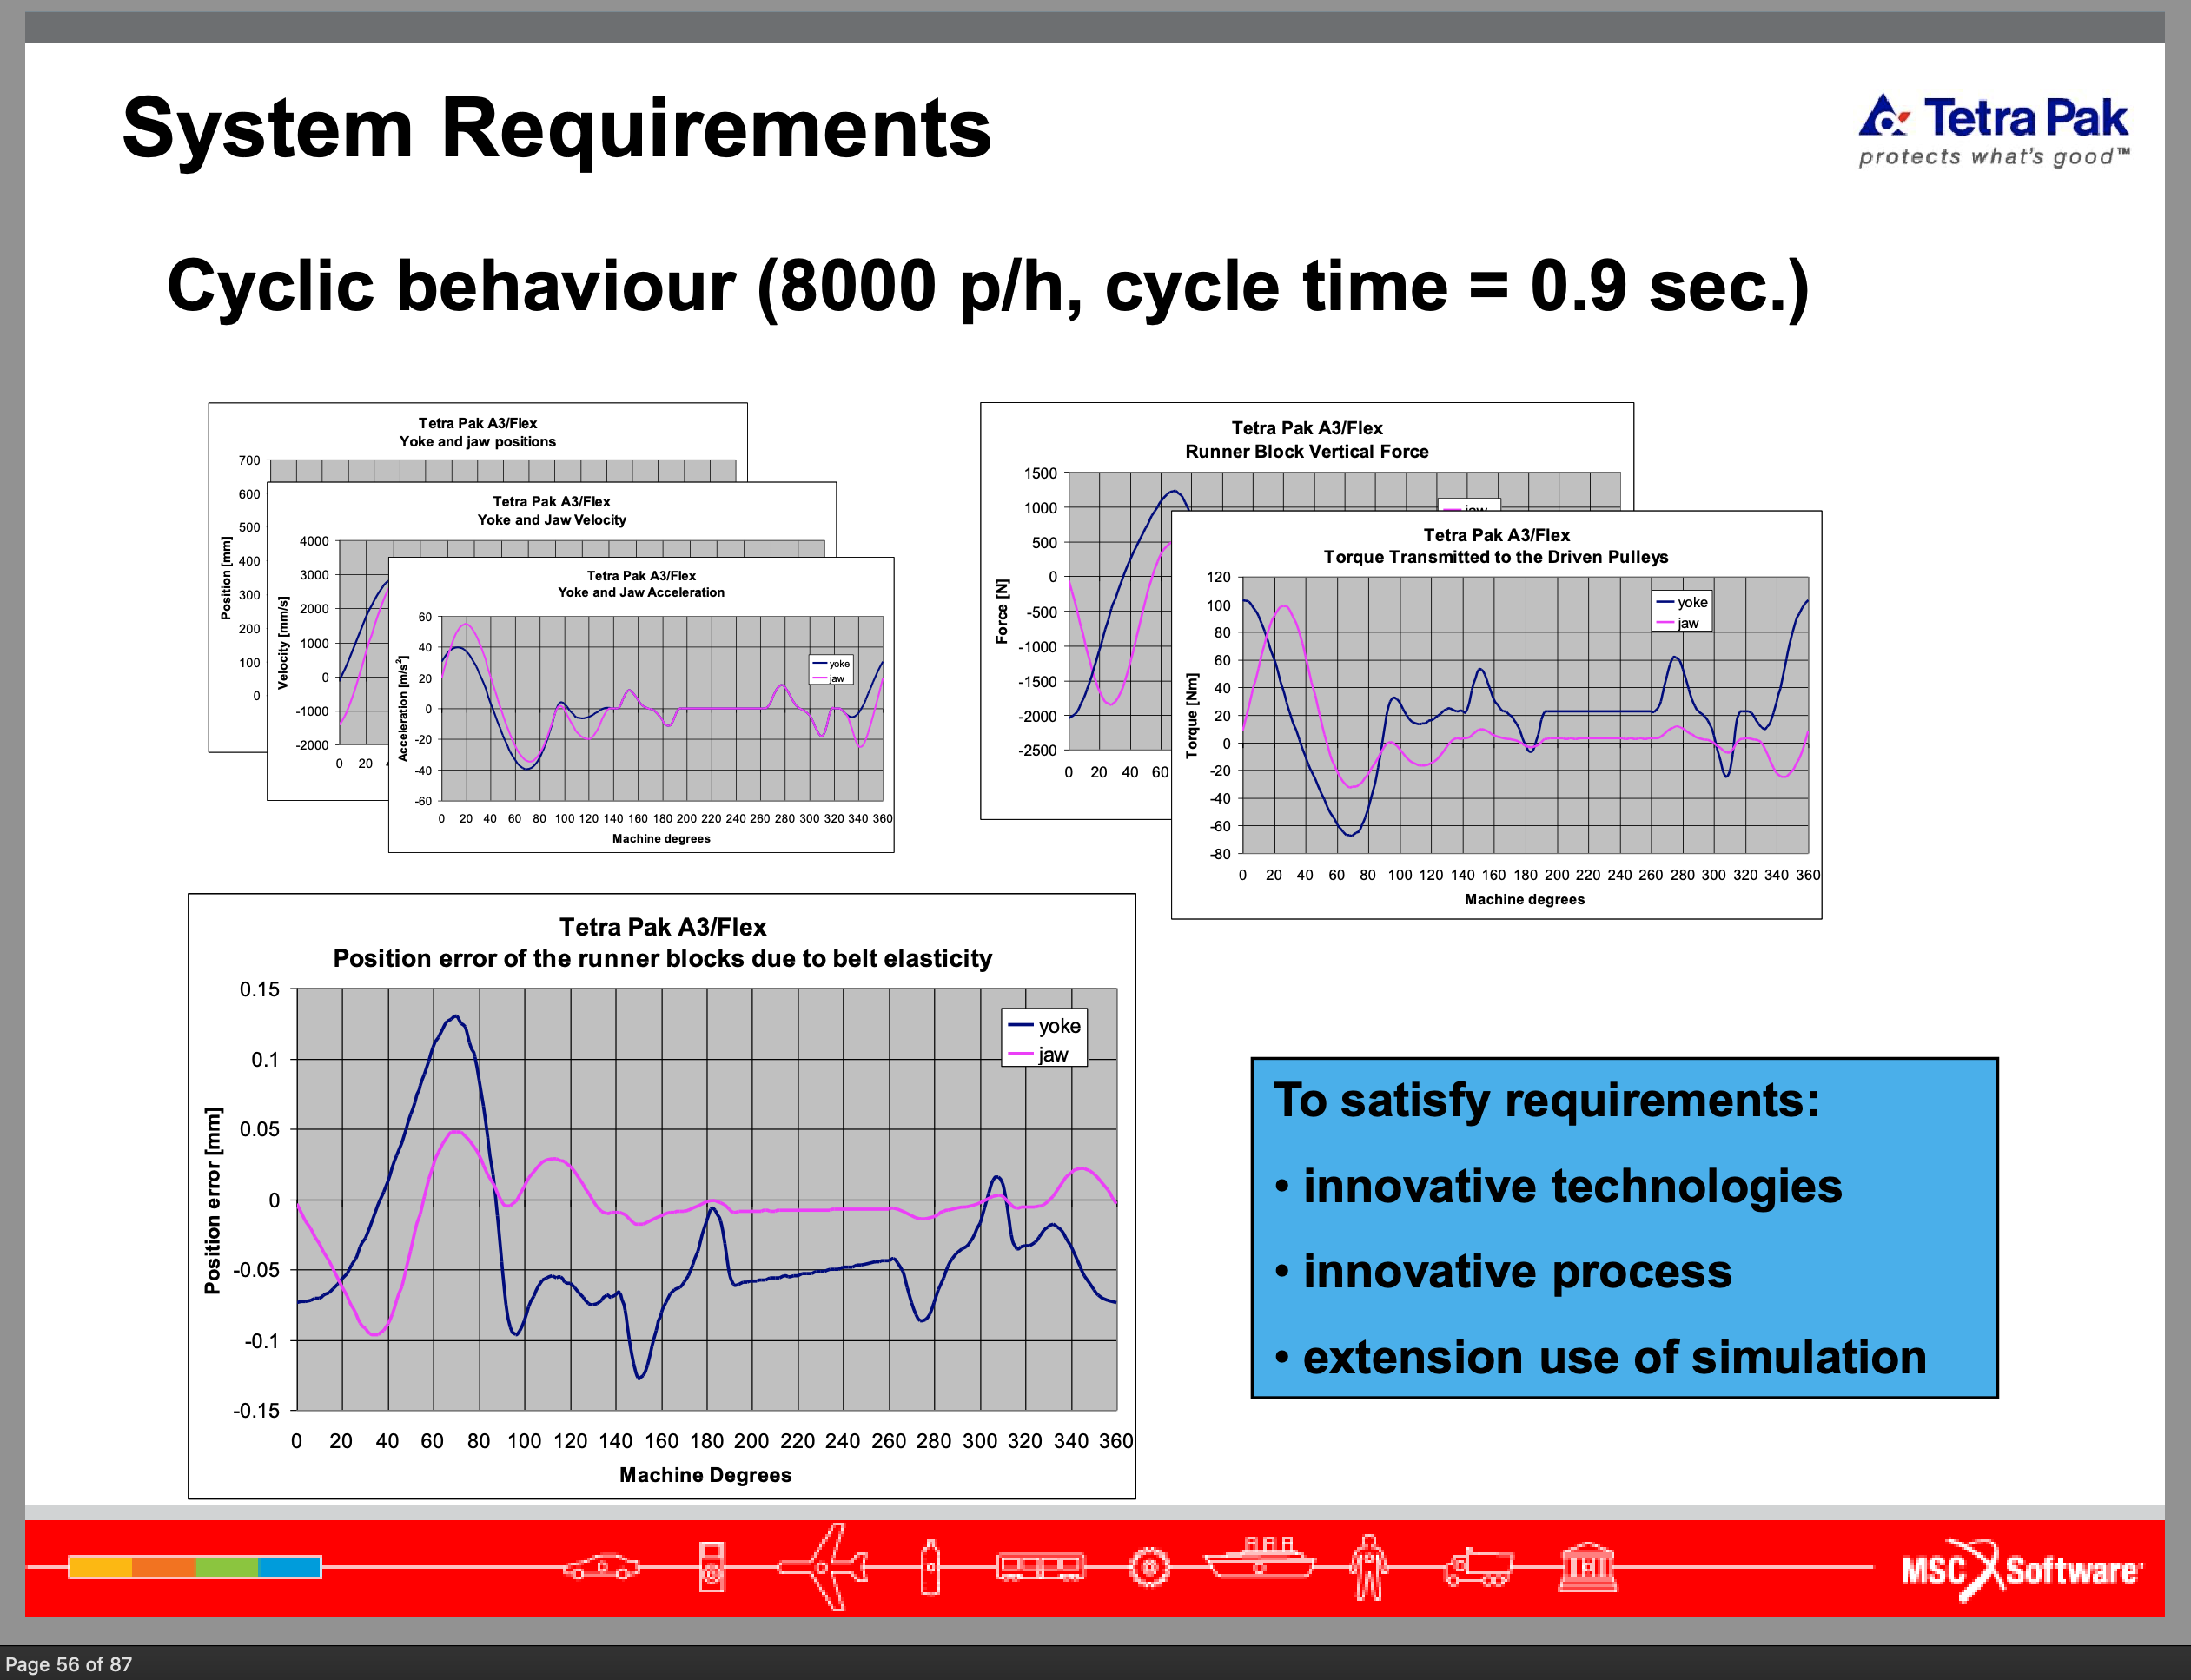 System Requirements
Tetra Pak
protects what's good™
Cyclic behaviour (8000 p/h, cycle time = 0.9 sec.)
Tetra Pak A3/Flex
Yoke and jaw positions
700
600
500
400
300
200
100
0
Position [mm]
Tetra Pak A3/Flex
Yoke and Jaw Velocity
4000
3000
2000
1000
0
-1000
-2000
Velocity [mm/s]
0 20
Tetra Pak A3/Flex
Yoke and Jaw Acceleration
60
40
20
0
-20
-40
-60
Acceleration [m/s²]
yoke
jaw
0 20 40 60 80 100 120 140 160 180 200 220 240 260 280 300 320 340 360
Machine degrees
Tetra Pak A3/Flex
Runner Block Vertical Force
1500
1000
500
0
-500
-1000
-1500
-2000
-2500
Force [N]
jaw
0 20 40 60
Tetra Pak A3/Flex
Torque Transmitted to the Driven Pulleys
120
100
80
60
40
20
0
-20
-40
-60
-80
Torque [Nm]
yoke
jaw
0 20 40 60 80 100 120 140 160 180 200 220 240 260 280 300 320 340 360
Machine degrees
Tetra Pak A3/Flex
Position error of the runner blocks due to belt elasticity
0.15
0.1
0.05
0
-0.05
-0.1
-0.15
Position error [mm]
yoke
jaw
0 20 40 60 80 100 120 140 160 180 200 220 240 260 280 300 320 340 360
Machine Degrees
To satisfy requirements:
• innovative technologies
• innovative process
• extension use of simulation
MSC Software
Page 56 of 87